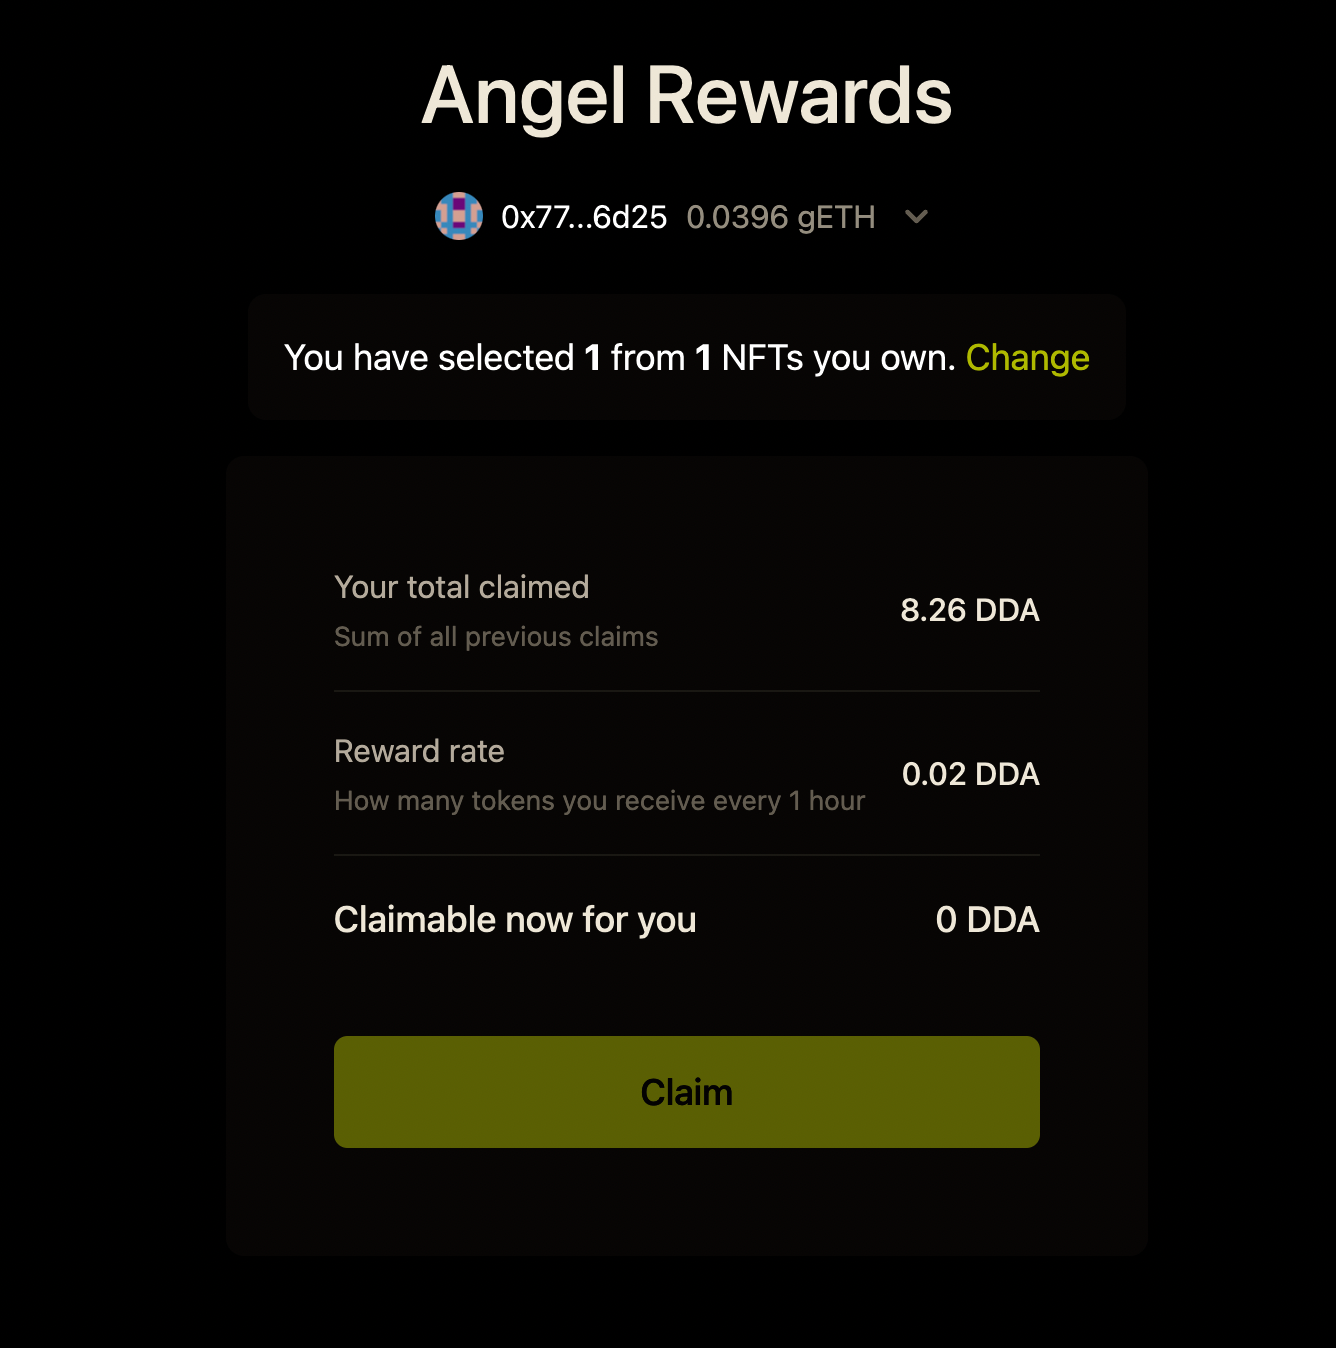 Angel Rewards
0x77...6d25 0.0396 gETH
You have selected 1 from 1 NFTs you own. Change
Your total claimed
Sum of all previous claims
8.26 DDA
Reward rate
How many tokens you receive every 1 hour
0.02 DDA
Claimable now for you
0 DDA
Claim